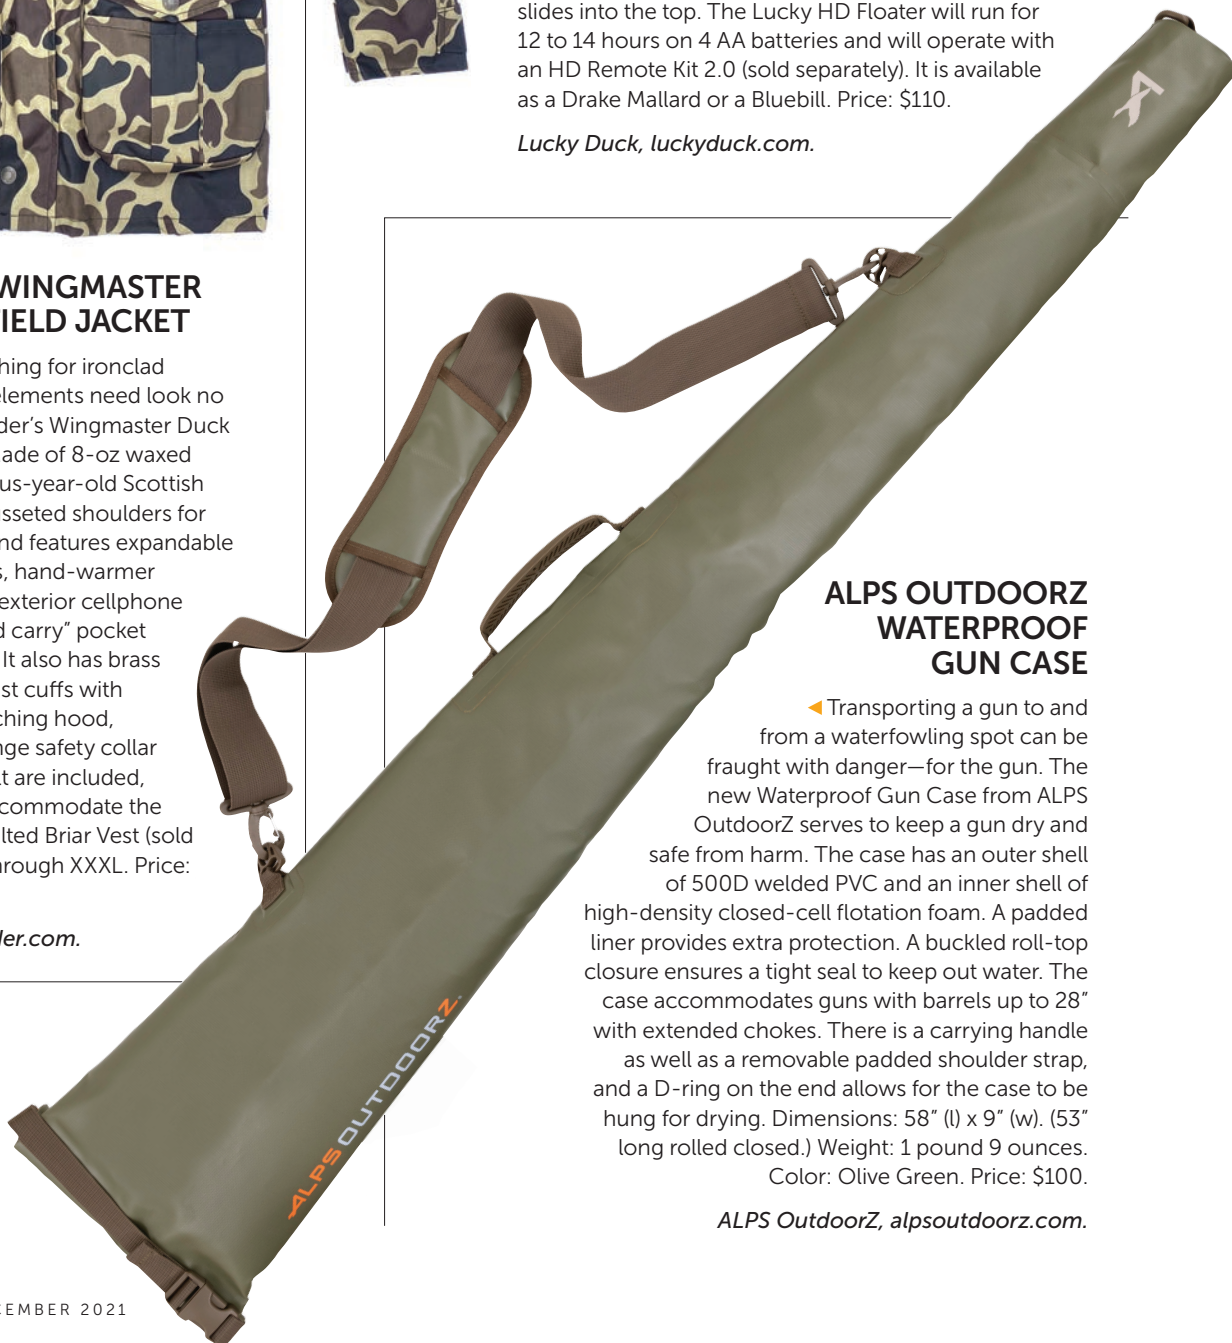 slides into the top. The Lucky HD Floater will run for
12 to 14 hours on 4 AA batteries and will operate with
an HD Remote Kit 2.0 (sold separately). It is available
as a Drake Mallard or a Bluebill. Price: $110.
Lucky Duck, luckyduck.com.
WINGMASTER
IELD JACKET
hing for ironclad
elements need look no
der’s Wingmaster Duck
ade of 8-oz waxed
us-year-old Scottish
sseted shoulders for
nd features expandable
s, hand-warmer
exterior cellphone
d carry” pocket
It also has brass
st cuffs with
ching hood,
nge safety collar
t are included,
ccommodate the
lted Briar Vest (sold
hrough XXXL. Price:
ler.com.
ALPS OUTDOORZ
WATERPROOF
GUN CASE
Transporting a gun to and
from a waterfowling spot can be
fraught with danger—for the gun. The
new Waterproof Gun Case from ALPS
OutdoorZ serves to keep a gun dry and
safe from harm. The case has an outer shell
of 500D welded PVC and an inner shell of
high-density closed-cell flotation foam. A padded
liner provides extra protection. A buckled roll-top
closure ensures a tight seal to keep out water. The
case accommodates guns with barrels up to 28”
with extended chokes. There is a carrying handle
as well as a removable padded shoulder strap,
and a D-ring on the end allows for the case to be
hung for drying. Dimensions: 58” (l) x 9” (w). (53”
long rolled closed.) Weight: 1 pound 9 ounces.
Color: Olive Green. Price: $100.
ALPS OutdoorZ, alpsoutdoorz.com.
ALPS OUTDOORZ.
CEMBER 2021